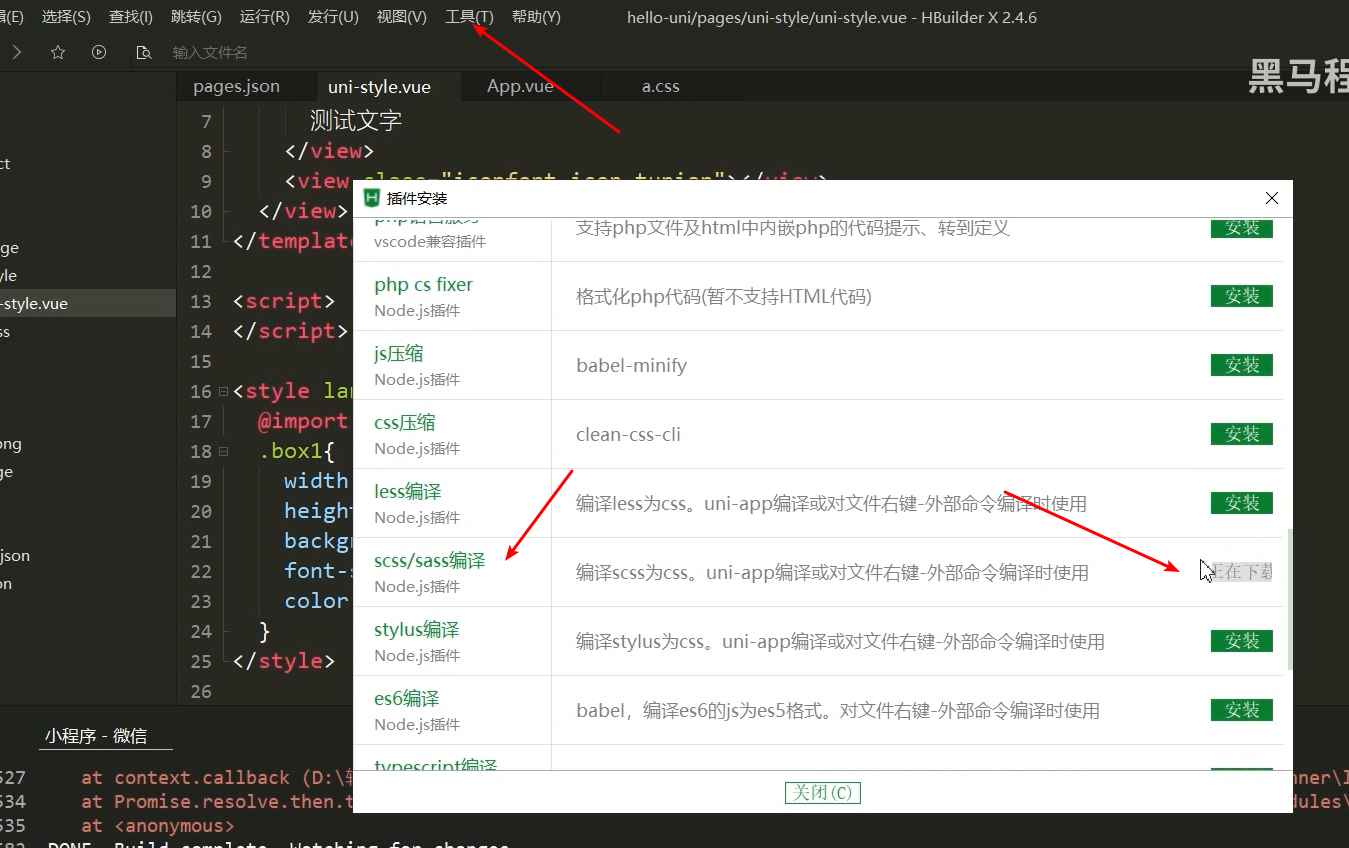 选择(S) 查找(I) 跳转(G) 运行(R) 发行(U) 视图(V) 工具(T) 帮助(Y) hello-uni/pages/uni-style/uni-style.vue - HBuilder X 2.4.6
输入文件名
黑马程
pages.json uni-style.vue App.vue a.css
7 测试文字
8 </view>
9 <view class="iconfont icon-tupian"></view>
10 </view>
11 </templat
12
13 <script>
14 </script>
15
16 <style la
17 @import
18 .box1{
19 width
20 height
21 backgr
22 font-s
23 color
24 }
25 </style>
26
ct
ge
yle
-style.vue
ss
ong
ge
json
on
插件安装
php语言服务
vscode兼容插件
支持php文件及html中内嵌php的代码提示、转到定义
安装
php cs fixer
Node.js插件
格式化php代码(暂不支持HTML代码)
安装
js压缩
Node.js插件
babel-minify
安装
css压缩
Node.js插件
clean-css-cli
安装
less编译
Node.js插件
编译less为css。uni-app编译或对文件右键-外部命令编译时使用
安装
scss/sass编译
Node.js插件
编译scss为css。uni-app编译或对文件右键-外部命令编译时使用
正在下载
stylus编译
Node.js插件
编译stylus为css。uni-app编译或对文件右键-外部命令编译时使用
安装
es6编译
Node.js插件
babel，编译es6的js为es5格式。对文件右键-外部命令编译时使用
安装
typescript编译
关闭(C)
小程序 - 微信
527 at context.callback (D:\
534 at Promise.resolve.then.t
535 at <anonymous>
DONE Build complete. Watching for changes